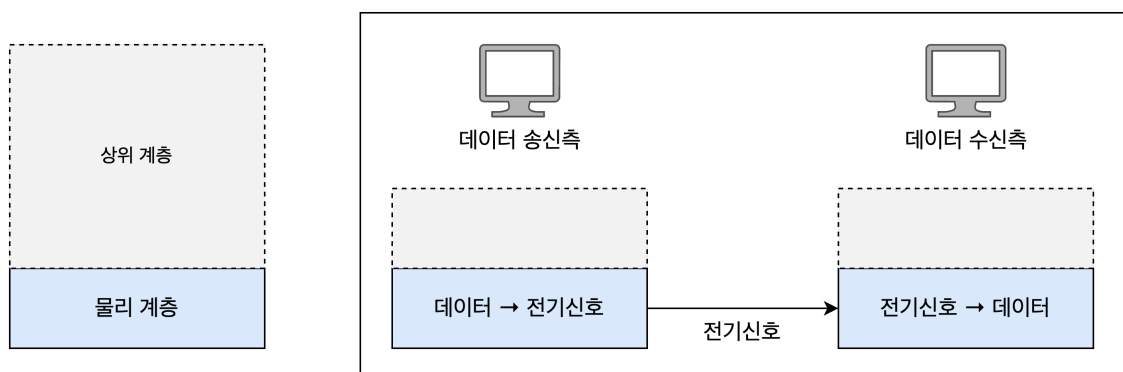 상위 계층
물리 계층
데이터 송신측
데이터 수신측
데이터 → 전기신호
전기신호
전기신호 → 데이터